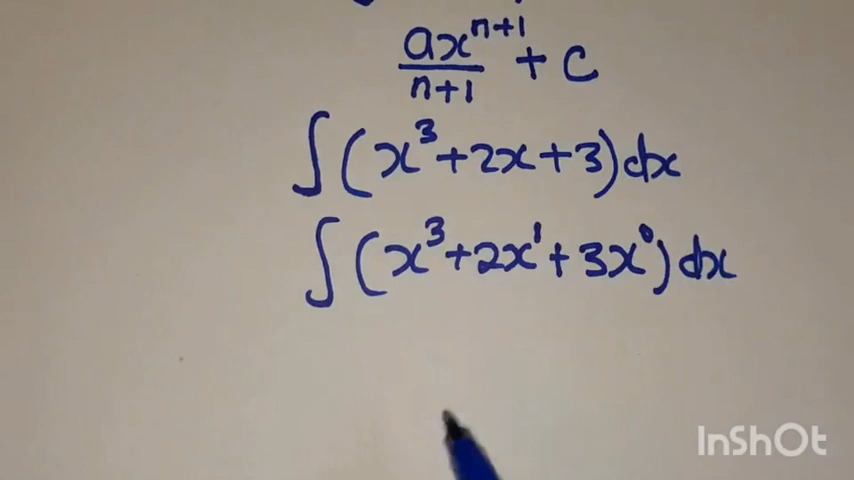 ax^{n+1}/n+1 + c
∫(x³+2x+3)dx
∫(x³+2x¹+3x⁰)dx
InShOt